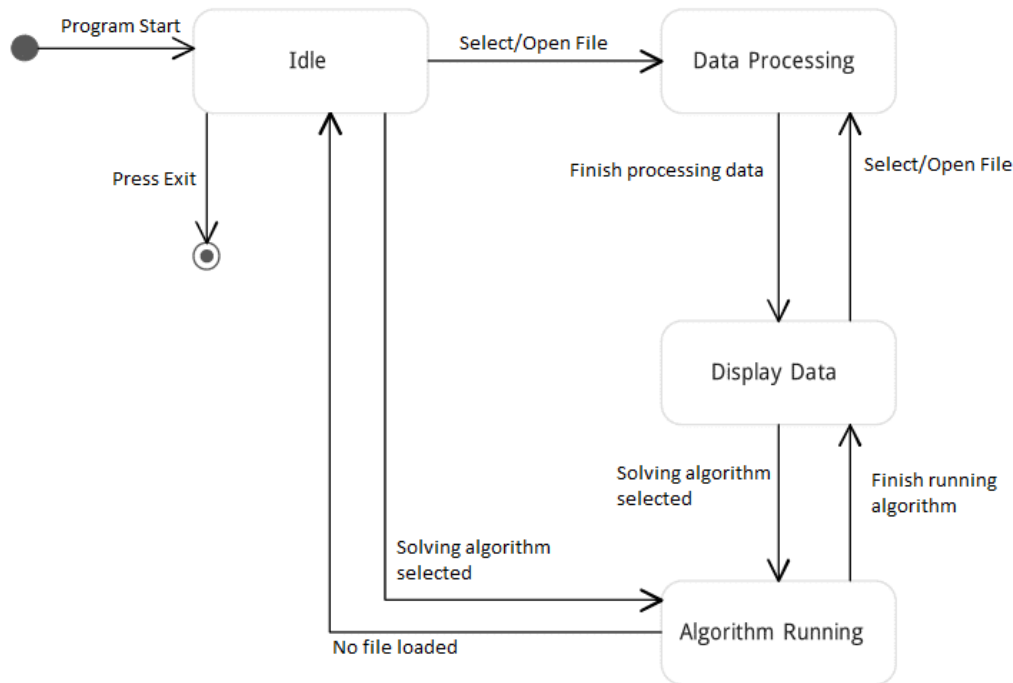 Program Start
Idle
Select/Open File
Data Processing
Press Exit
Finish processing data
Select/Open File
Display Data
Solving algorithm
selected
Finish running
algorithm
Solving algorithm
selected
Algorithm Running
No file loaded